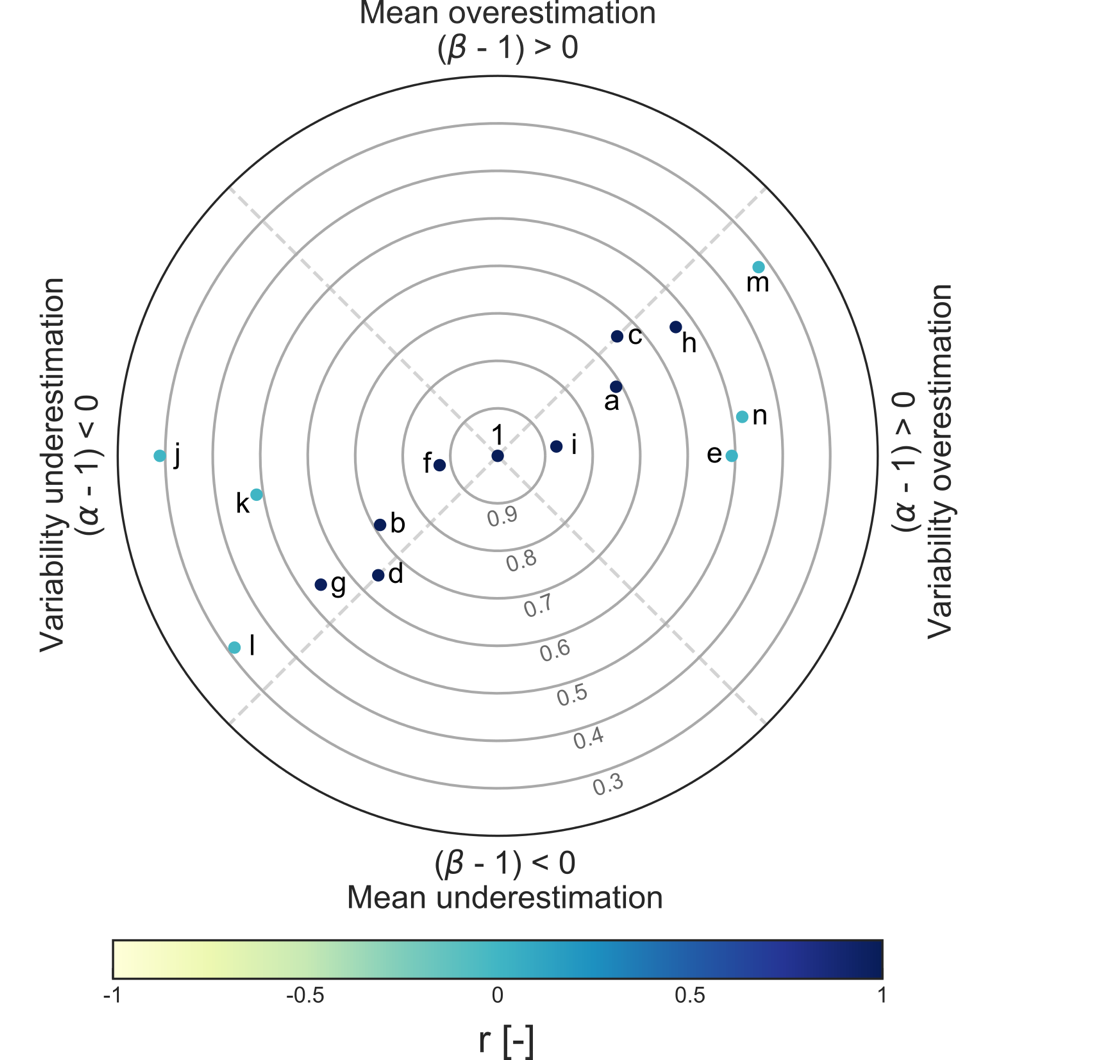 Mean overestimation
(β - 1) > 0
Variability underestimation
(α - 1) < 0
(α - 1) > 0
Variability overestimation
m
c
h
a
1
i
n
e
f
j
k
b
d
g
l
0.9
0.8
0.7
0.6
0.5
0.4
0.3
(β - 1) < 0
Mean underestimation
-1 -0.5 0 0.5 1
r [-]